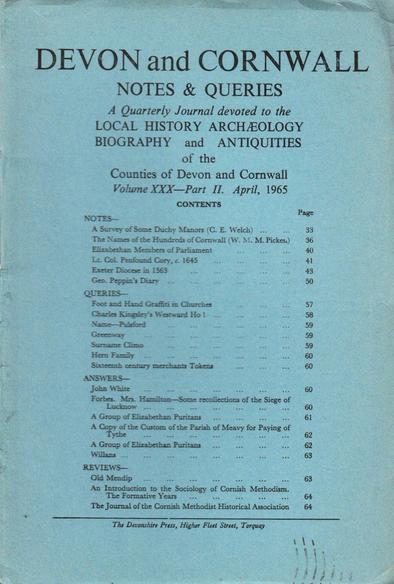 DEVON and CORNWALL
NOTES & QUERIES
A Quarterly Journal devoted to the
LOCAL HISTORY ARCHÆOLOGY
BIOGRAPHY and ANTIQUITIES
of the
Counties of Devon and Cornwall
Volume XXX—Part II. April, 1965
CONTENTS
Page
NOTES—
A Survey of Some Duchy Manors (C. E. Welch) ... ... 33
The Names of the Hundreds of Cornwall (W. M. M. Picken.) 36
Elizabethan Members of Parliament ... ... ... 40
Lt. Col. Penfound Cory, c. 1645 ... ... ... 41
Exeter Diocese in 1563 ... ... ... ... 43
Geo. Peppin's Diary ... ... ... ... ... 50
QUERIES—
Foot and Hand Graffiti in Churches ... ... ... 57
Charles Kingsley's Westward Ho ! ... ... ... 58
Name—Pulsford ... ... ... ... ... 59
Greenway ... ... ... ... ... ... 59
Surname Climo ... ... ... ... ... 59
Hern Family ... ... ... ... ... 60
Sixteenth century merchants Tokens ... ... ... 60
ANSWERS—
John White ... ... ... ... ... 60
Forbes. Mrs. Hamilton—Some recollections of the Siege of
Lucknow ... ... ... ... ... 60
A Group of Elizabethan Puritans ... ... ... 61
A Copy of the Custom of the Parish of Meavy for Paying of
Tythe ... ... ... ... ... 62
A Group of Elizabethan Puritans ... ... ... 62
Willans ... ... ... ... ... ... 63
REVIEWS—
Old Mendip ... ... ... ... ... 63
An Introduction to the Sociology of Cornish Methodism.
The Formative Years ... ... ... ... 64
The Journal of the Cornish Methodist Historical Association 64
The Devonshire Press, Higher Fleet Street, Torquay